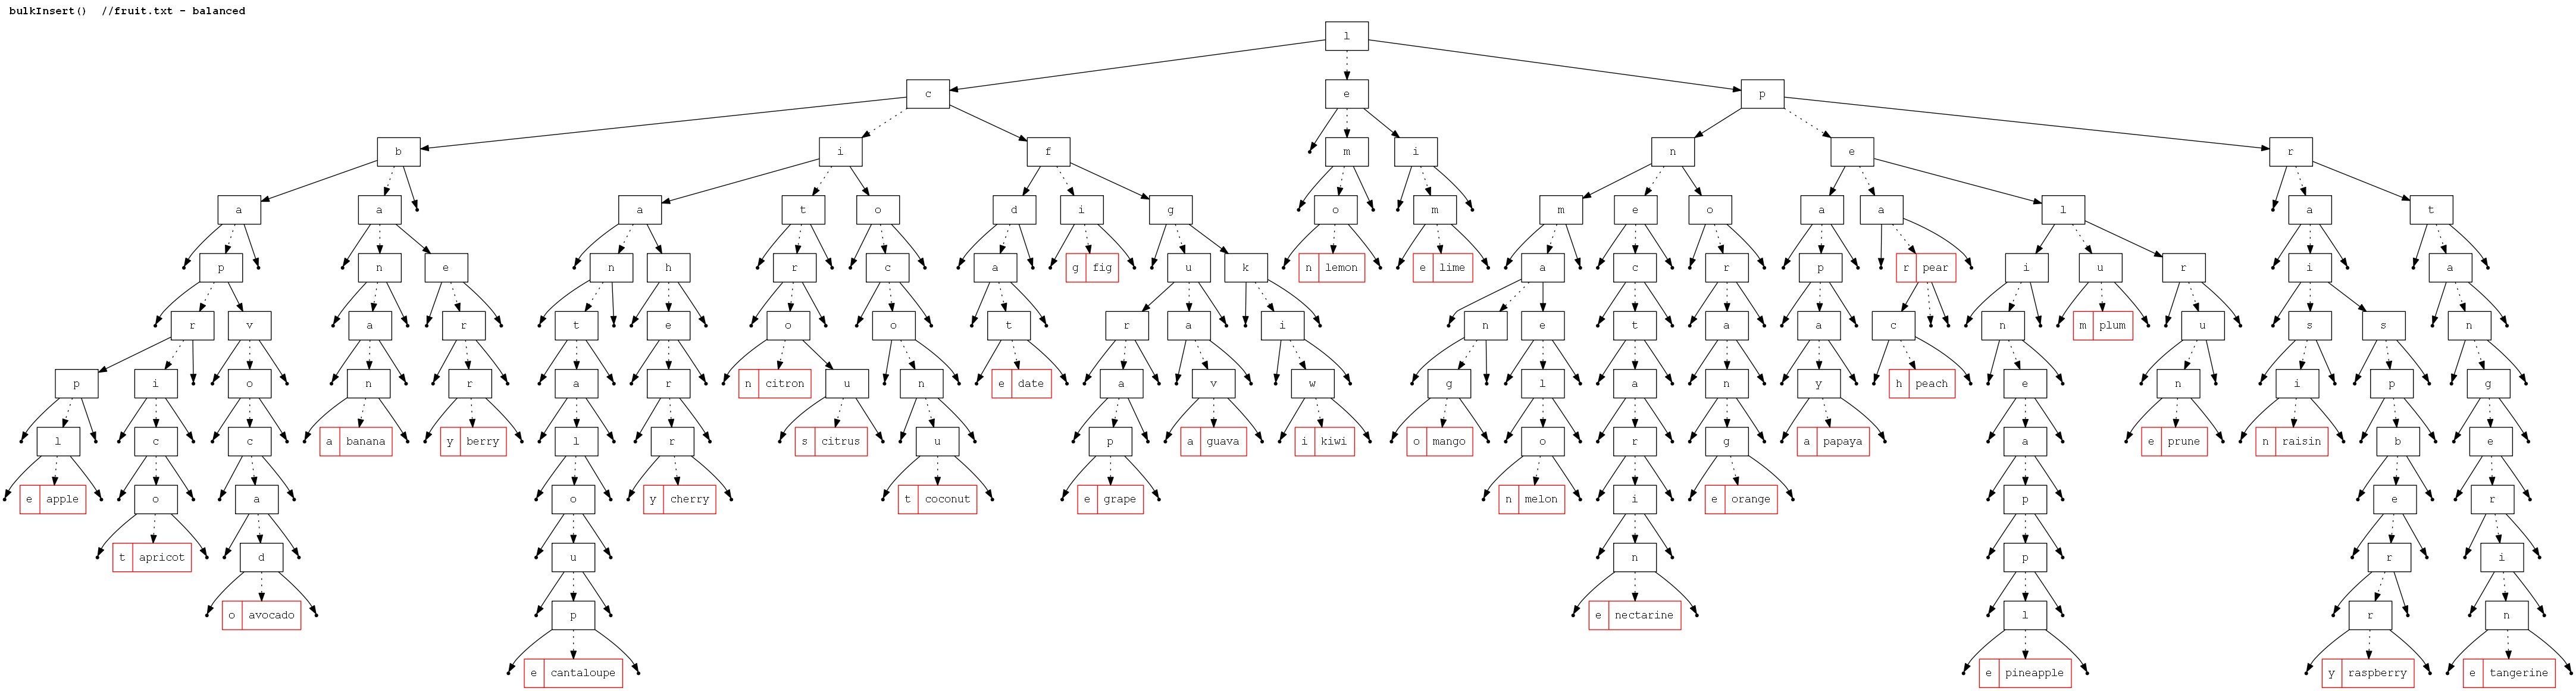 bulkInsert()  //fruit.txt - balanced
l
c e p
b i f m i n e r
a a a t o d i g o m m e o a a l a t
p n e n h r c a g fig u k n lemon e lime a c r p r pear i u r i a
r v a r t e o o t r a i n e t a a c n m plum u s s n
p i o n r a r n citron u n e date a v w g l a n y h peach e n i p g
l c c a banana y berry l r s citrus u p a guava i kiwi o mango o r g a papaya a e prune n raisin b e
e apple o a o y cherry t coconut e grape n melon i e orange p e r
t apricot d u n p r i
o avocado p e nectarine l r n
e cantaloupe e pineapple y raspberry e tangerine